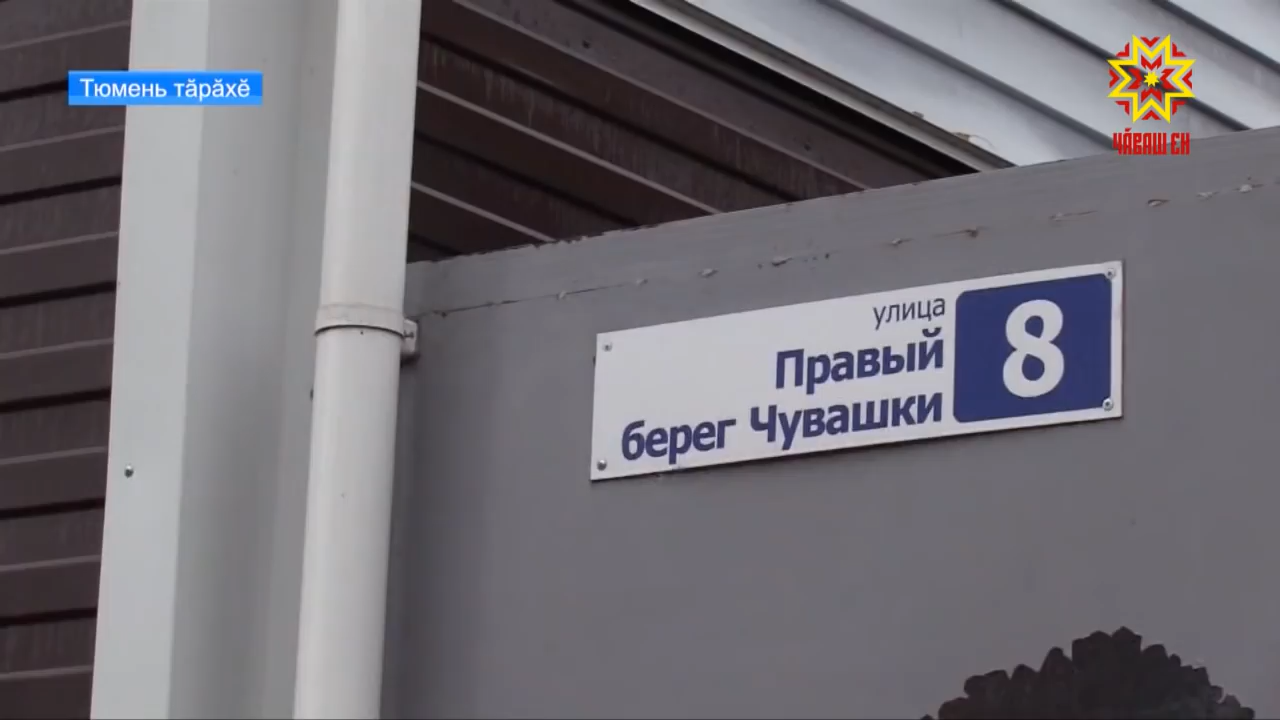 Тюмень тӑрӑхӗ
ЧӐВАШ ЕН
улица
Правый
берег Чувашки
8